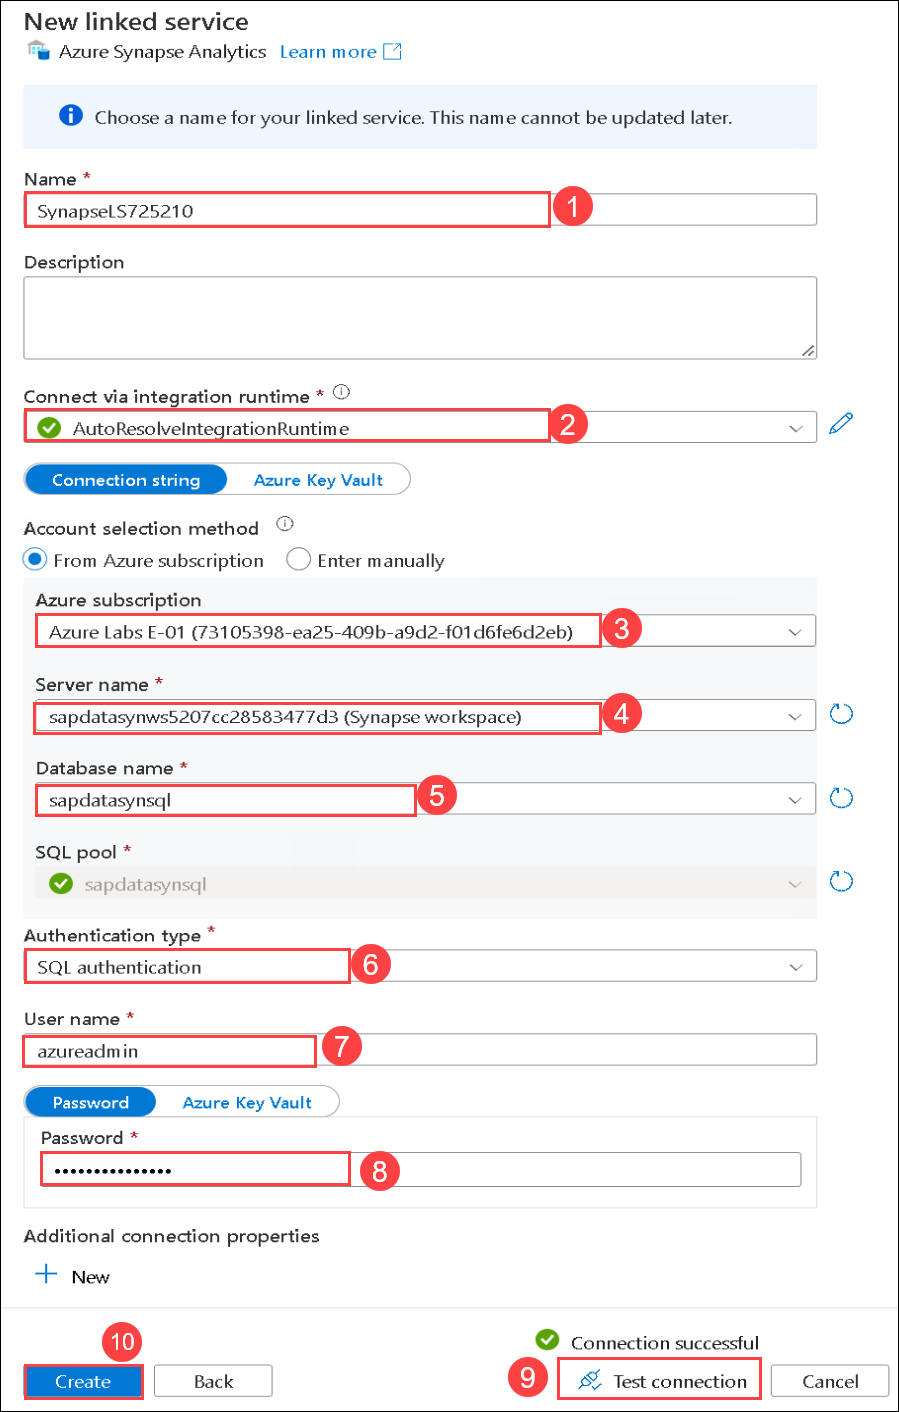 New linked service
Azure Synapse Analytics Learn more
Choose a name for your linked service. This name cannot be updated later.
Name *
SynapseLS725210
1
Description
Connect via integration runtime *
AutoResolveIntegrationRuntime
2
Connection string Azure Key Vault
Account selection method
From Azure subscription Enter manually
Azure subscription
Azure Labs E-01 (73105398-ea25-409b-a9d2-f01d6fe6d2eb)
3
Server name *
sapdatasynws5207cc28583477d3 (Synapse workspace)
4
Database name *
sapdatasynsql
5
SQL pool *
sapdatasynsql
Authentication type *
SQL authentication
6
User name *
azureadmin
7
Password Azure Key Vault
Password *
•••••••••••••••
8
Additional connection properties
New
10
Connection successful
Create Back 9 Test connection Cancel